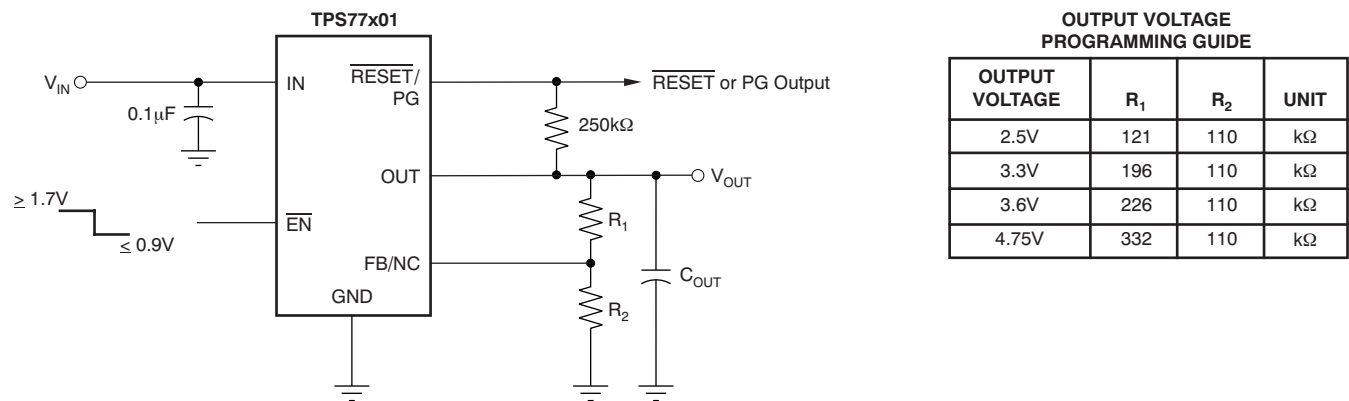 TPS77x01
V_IN
IN
RESET/
PG
RESET or PG Output
0.1μF
250kΩ
OUT
V_OUT
≥ 1.7V
≤ 0.9V
EN
R_1
FB/NC
C_OUT
GND
R_2
OUTPUT VOLTAGE
PROGRAMMING GUIDE
OUTPUT
VOLTAGE R_1 R_2 UNIT
2.5V 121 110 kΩ
3.3V 196 110 kΩ
3.6V 226 110 kΩ
4.75V 332 110 kΩ